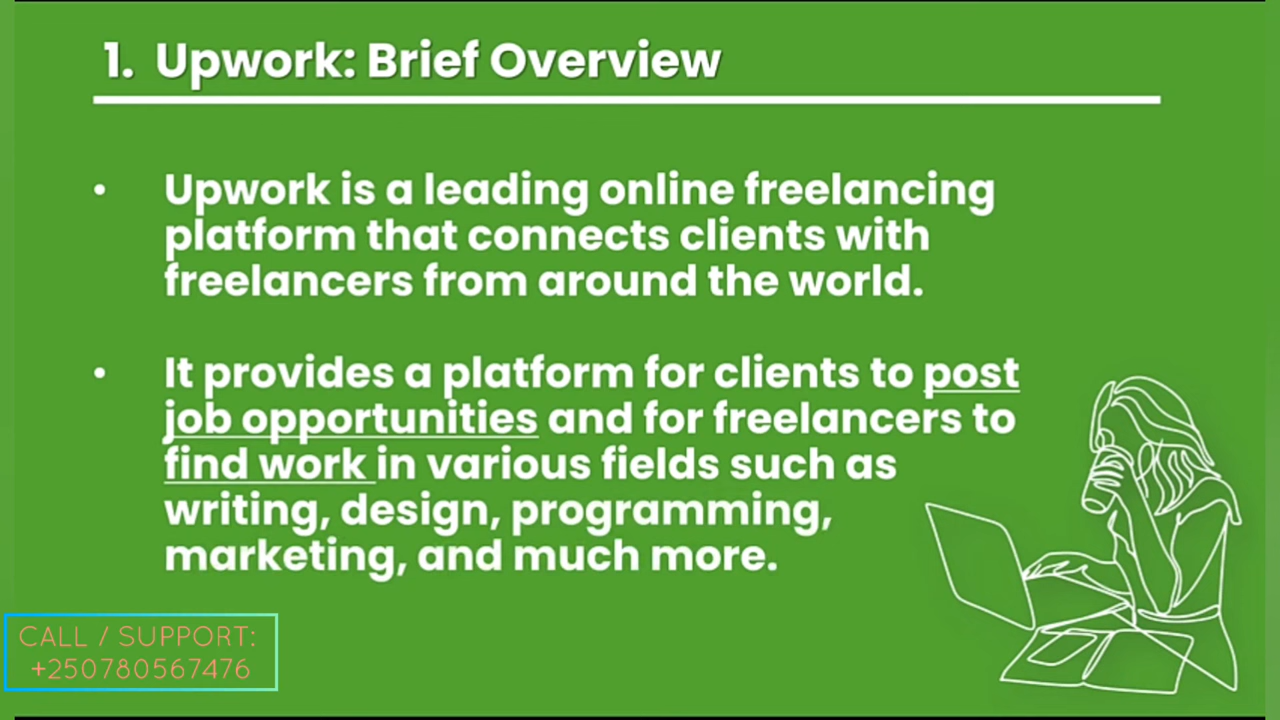 1. Upwork: Brief Overview
• Upwork is a leading online freelancing
platform that connects clients with
freelancers from around the world.
• It provides a platform for clients to post
job opportunities and for freelancers to
find work in various fields such as
writing, design, programming,
marketing, and much more.
CALL / SUPPORT:
+250780567476